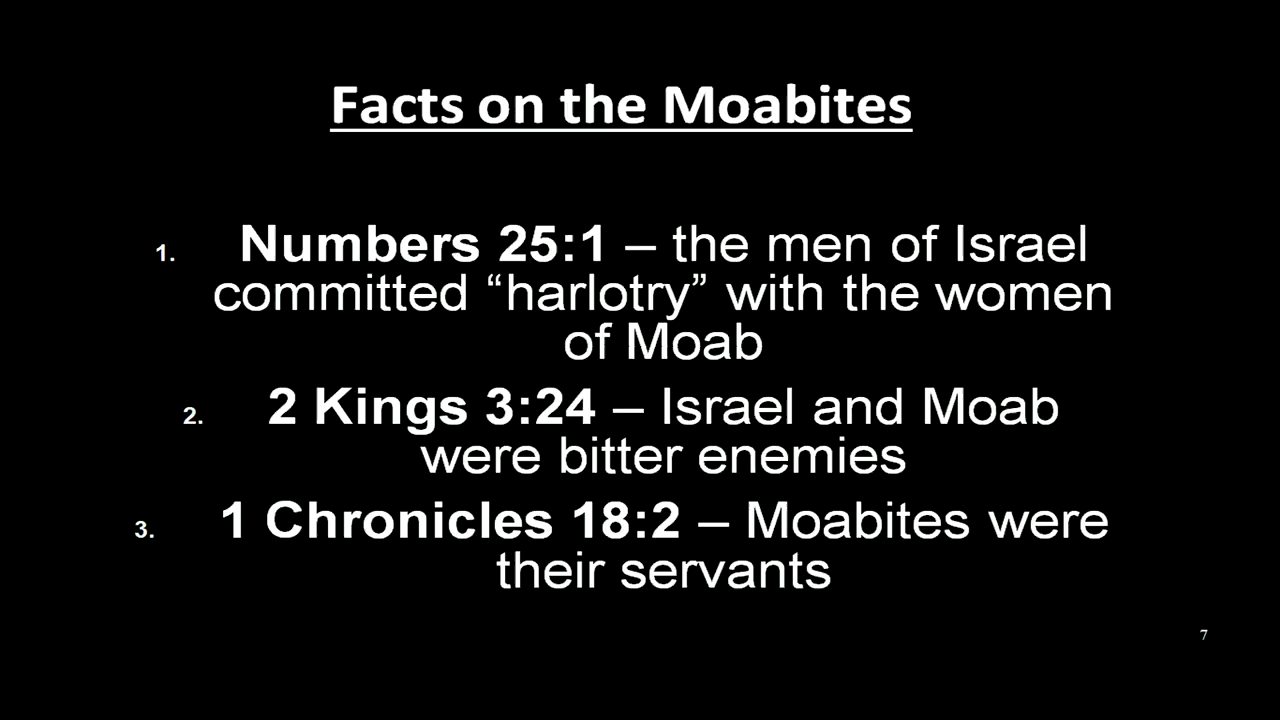 Facts on the Moabites
1. Numbers 25:1 – the men of Israel
committed “harlotry” with the women
of Moab
2. 2 Kings 3:24 – Israel and Moab
were bitter enemies
3. 1 Chronicles 18:2 – Moabites were
their servants
7